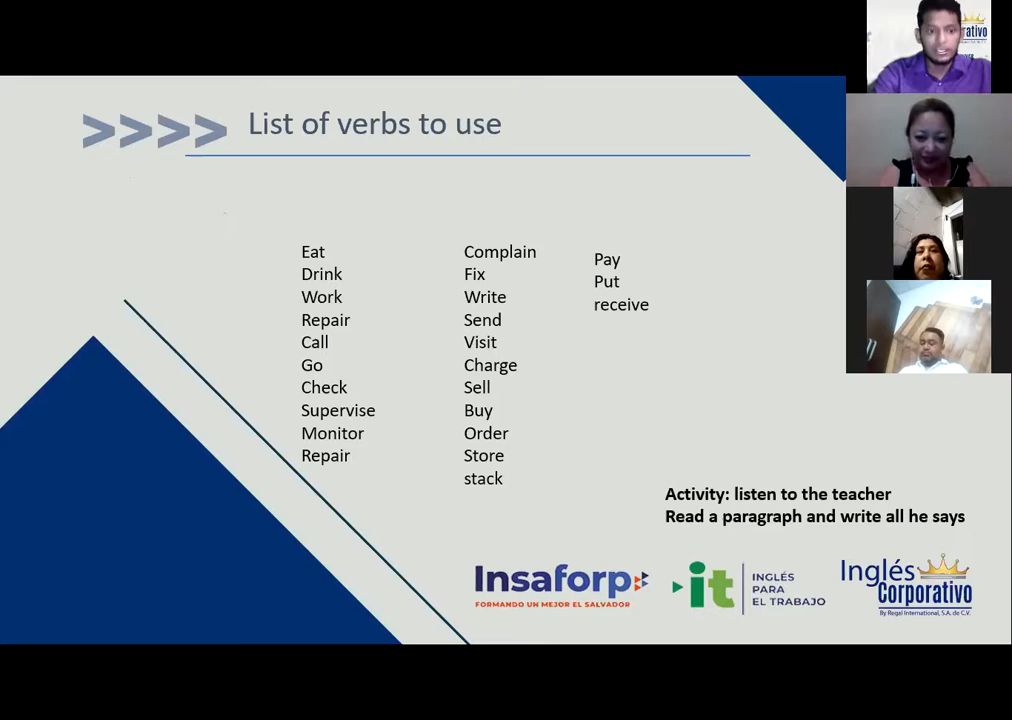 >>>> List of verbs to use
Eat
Drink
Work
Repair
Call
Go
Check
Supervise
Monitor
Repair
Complain
Fix
Write
Send
Visit
Charge
Sell
Buy
Order
Store
stack
Pay
Put
receive
Activity: listen to the teacher
Read a paragraph and write all he says
Insaforp
FORMANDO UN MEJOR EL SALVADOR
it
INGLÉS
PARA
EL TRABAJO
Inglés
Corporativo
By Regal International, S.A. de C.V.